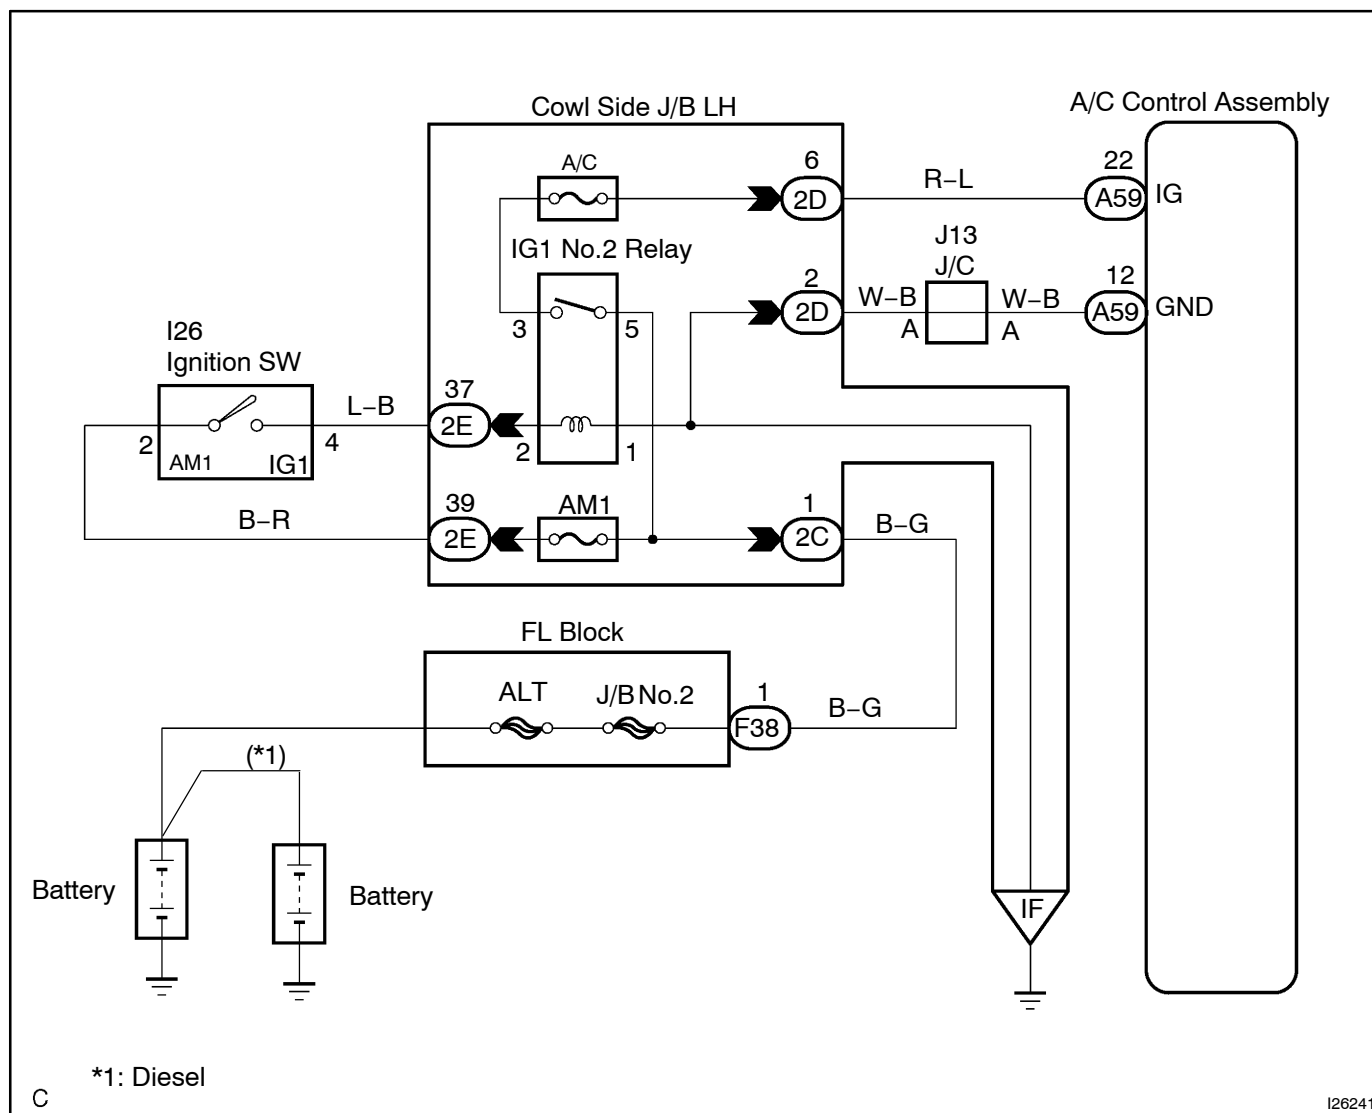 Cowl Side J/B LH
A/C Control Assembly
A/C
6
2D
R–L
22
A59
IG
IG1 No.2 Relay
J13
J/C
3
5
2
2D
W–B
A
W–B
A
12
A59
GND
I26
Ignition SW
2
AM1
IG1
4
L–B
37
2E
2
1
B–R
39
2E
AM1
1
2C
B–G
FL Block
ALT
J/B No.2
1
F38
B–G
(*1)
Battery
Battery
IF
*1: Diesel
C
I26241